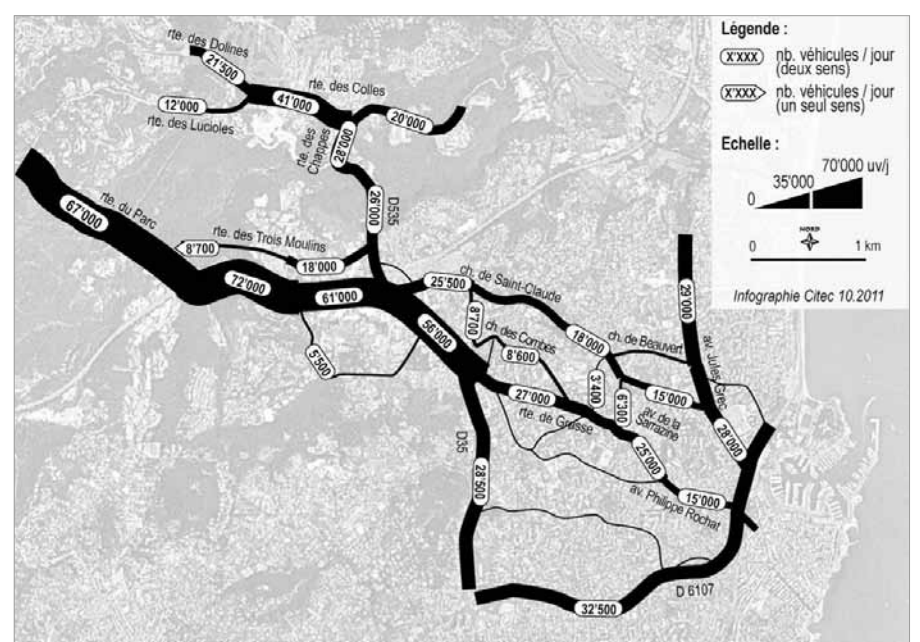 Légende :
X'XXX nb. véhicules / jour
(deux sens)
X'XXX nb. véhicules / jour
(un seul sens)
Echelle :
70'000 uv/j
35'000
0
NORD
0 1 km
Infographie Citec 10.2011
rte. des Dolines
21'500
rte. des Colles
41'000
12'000
20'000
rte. des Lucioles
rte. des
Chappes
28'000
26'000
D535
rte. du Parc
67'000
rte. des Trois Moulins
8'700
18'000
72'000
61'000
25'500
ch. de Saint-Claude
29'000
56'000
8'700
ch. des Combes
18'000
ch. de Beauvert
av. Jules Grec
5'500
8'600
3'400
6'300
15'000
27'000
rte. de Grasse
av. de la
Sarrazine
28'000
D35
28'500
25'000
15'000
av. Philippe Rochat
D 6107
32'500